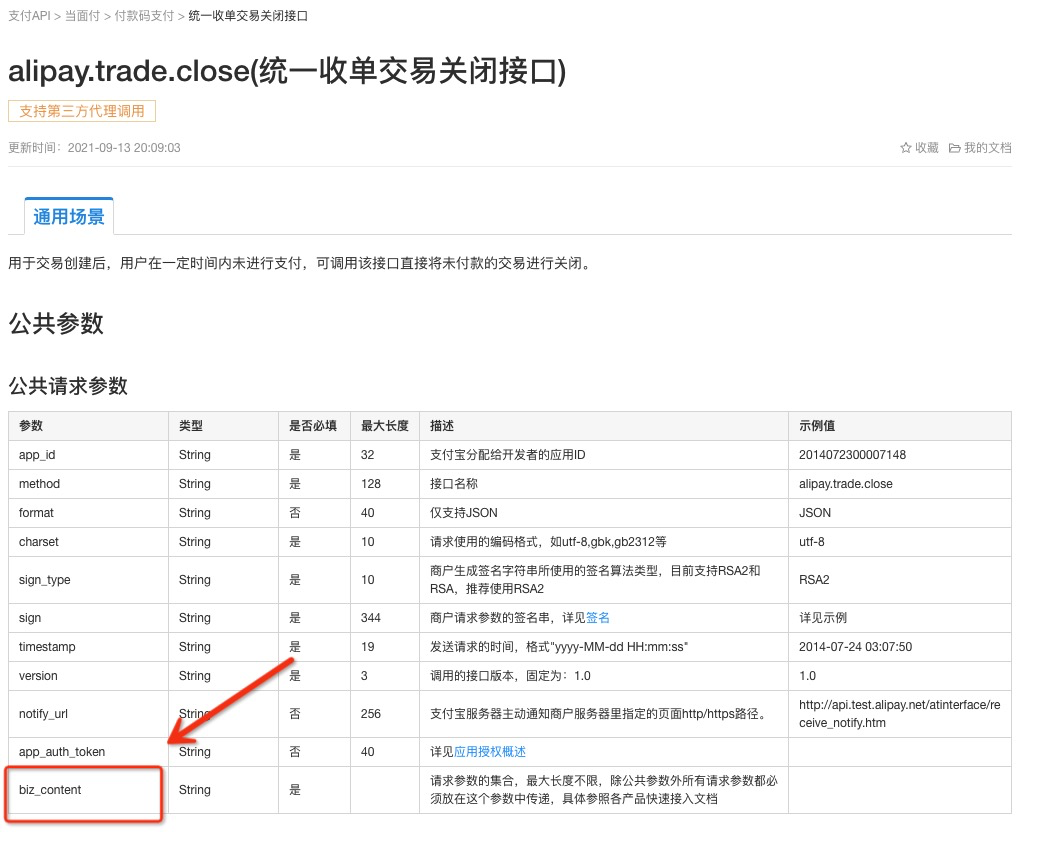 支付API > 当面付 > 付款码支付 > 统一收单交易关闭接口
alipay.trade.close(统一收单交易关闭接口)
支持第三方代理调用
更新时间：2021-09-13 20:09:03 收藏 我的文档
通用场景
用于交易创建后，用户在一定时间内未进行支付，可调用该接口直接将未付款的交易进行关闭。
公共参数
公共请求参数
参数 类型 是否必填 最大长度 描述 示例值
app_id String 是 32 支付宝分配给开发者的应用ID 2014072300007148
method String 是 128 接口名称 alipay.trade.close
format String 否 40 仅支持JSON JSON
charset String 是 10 请求使用的编码格式，如utf-8,gbk,gb2312等 utf-8
sign_type String 是 10 商户生成签名字符串所使用的签名算法类型，目前支持RSA2和
RSA，推荐使用RSA2 RSA2
sign String 是 344 商户请求参数的签名串，详见签名 详见示例
timestamp String 是 19 发送请求的时间，格式"yyyy-MM-dd HH:mm:ss" 2014-07-24 03:07:50
version String 是 3 调用的接口版本，固定为：1.0 1.0
notify_url String 否 256 支付宝服务器主动通知商户服务器里指定的页面http/https路径。 http://api.test.alipay.net/atinterface/re
ceive_notify.htm
app_auth_token String 否 40 详见应用授权概述
biz_content String 是 请求参数的集合，最大长度不限，除公共参数外所有请求参数都必
须放在这个参数中传递，具体参照各产品快速接入文档